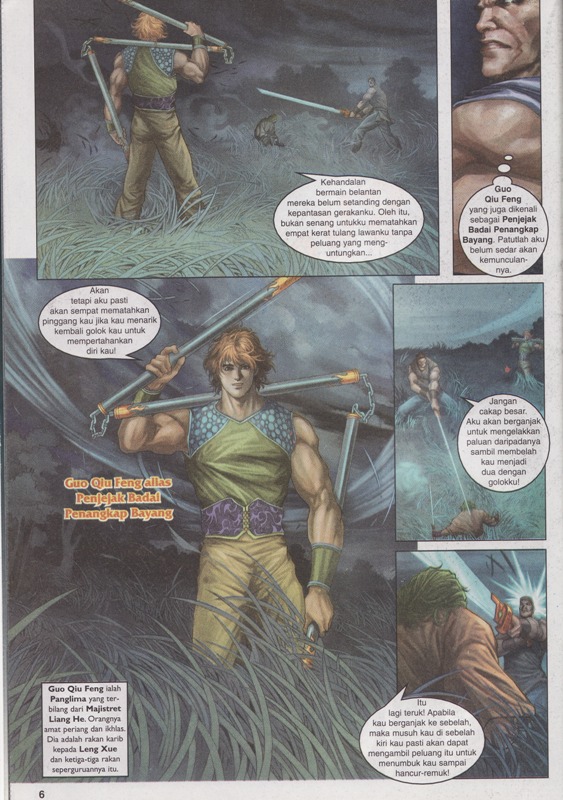 Kehandalan
bermain belantan
mereka belum setanding dengan
kepantasan gerakanku. Oleh itu,
bukan senang untukku mematahkan
empat kerat tulang lawanku tanpa
peluang yang meng-
untungkan...
Guo
Qiu Feng
yang juga dikenali
sebagai Penjejak
Badai Penangkap
Bayang. Patutlah aku
belum sedar akan
kemunculan-
nya.
Akan
tetapi aku pasti
akan sempat mematahkan
pinggang kau jika kau menarik
kembali golok kau untuk
mempertahankan
diri kau!
Guo Qiu Feng alias
Penjejak Badai
Penangkap Bayang
Jangan
cakap besar.
Aku akan berganjak
untuk mengelakkan
paluan daripadanya
sambil membelah
kau menjadi
dua dengan
golokku!
Guo Qiu Feng ialah
Panglima yang ter-
bilang dari Majistret
Liang He. Orangnya
amat periang dan ikhlas.
Dia adalah rakan karib
kepada Leng Xue
dan ketiga-tiga rakan
seperguruannya itu.
Itu
lagi teruk! Apabila
kau berganjak ke sebelah,
maka musuh kau di sebelah
kiri kau pasti akan dapat
mengambil peluang itu untuk
menumbuk kau sampai
hancur-remuk!
6